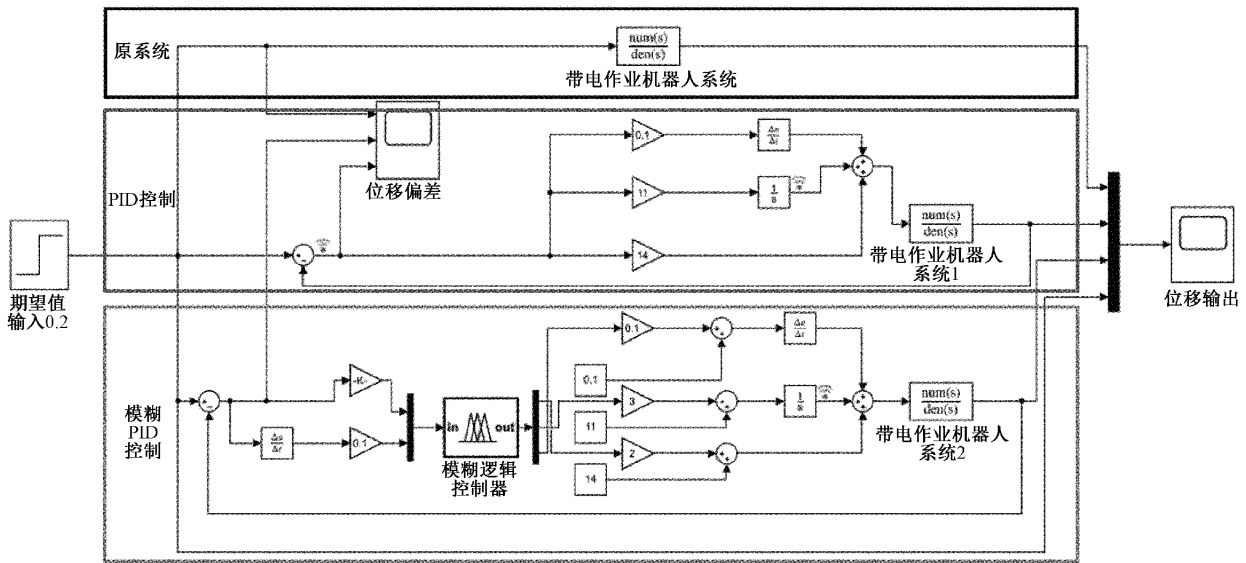 原系统
num(s)
den(s)
带电作业机器人系统
PID控制
位移偏差
0.1
Δu
Δt
11
1
s
14
num(s)
den(s)
带电作业机器人
系统1
期望值
输入0.2
位移输出
模糊
PID
控制
-K-
Δu
Δt
0.1
in
out
模糊逻辑
控制器
0.1
0.1
Δu
Δt
3
11
1
s
2
14
num(s)
den(s)
带电作业机器人
系统2